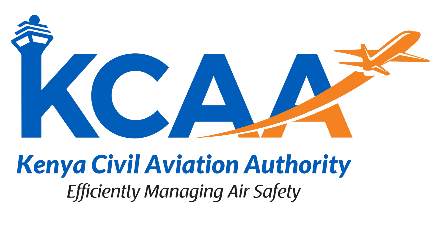 KCAA
Kenya Civil Aviation Authority
Efficiently Managing Air Safety